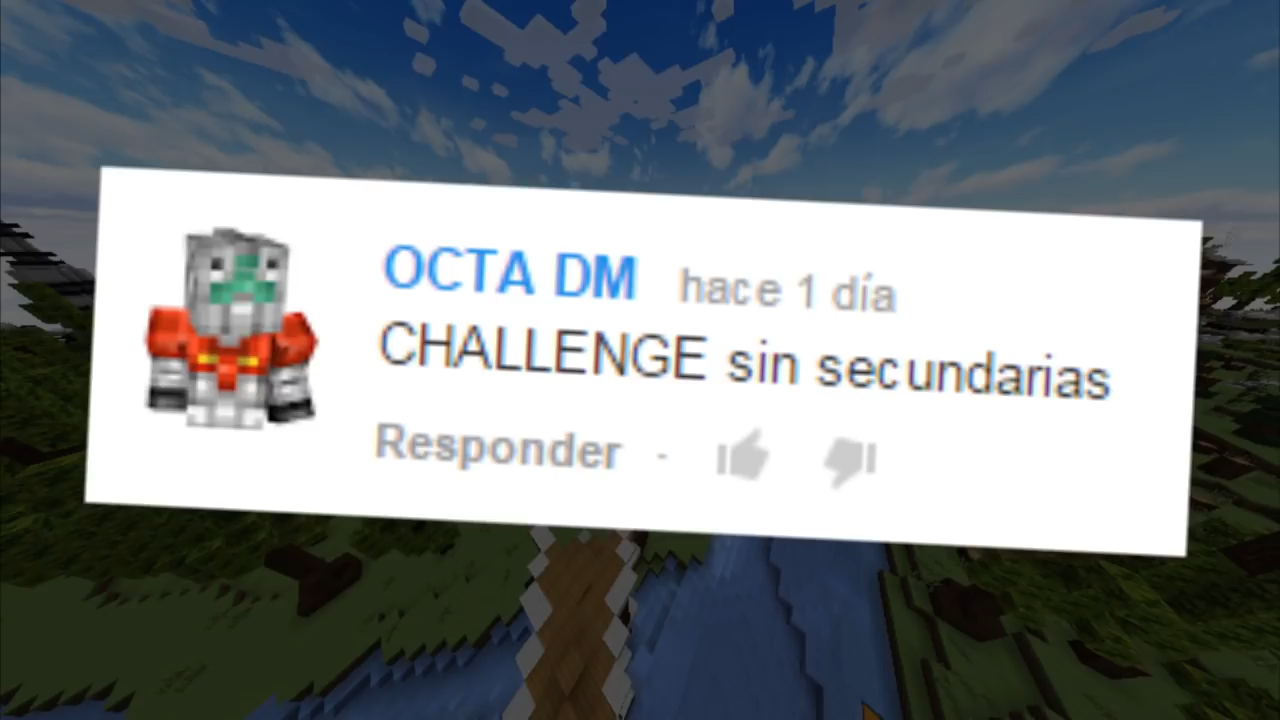 OCTA DM hace 1 día
CHALLENGE sin secundarias
Responder ·